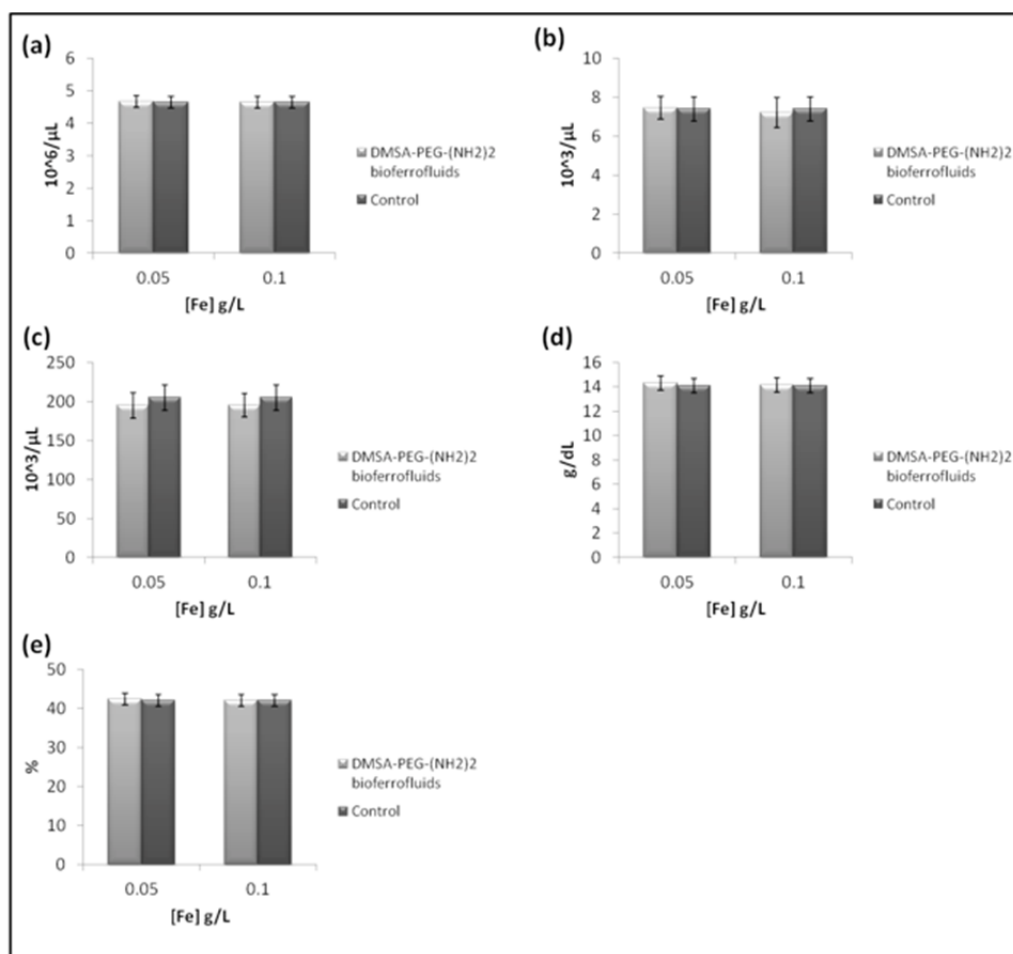 (a)
6
5
4
3
2
1
0
10^6/µL
0.05 0.1
[Fe] g/L
DMSA-PEG-(NH2)2
bioferrofluids
Control
(b)
10
8
6
4
2
0
10^3/µL
0.05 0.1
[Fe] g/L
DMSA-PEG-(NH2)2
bioferrofluids
Control
(c)
250
200
150
100
50
0
10^3/µL
0.05 0.1
[Fe] g/L
DMSA-PEG-(NH2)2
bioferrofluids
Control
(d)
16
14
12
10
8
6
4
2
0
g/dL
0.05 0.1
[Fe] g/L
DMSA-PEG-(NH2)2
bioferrofluids
Control
(e)
50
40
30
20
10
0
%
0.05 0.1
[Fe] g/L
DMSA-PEG-(NH2)2
bioferrofluids
Control